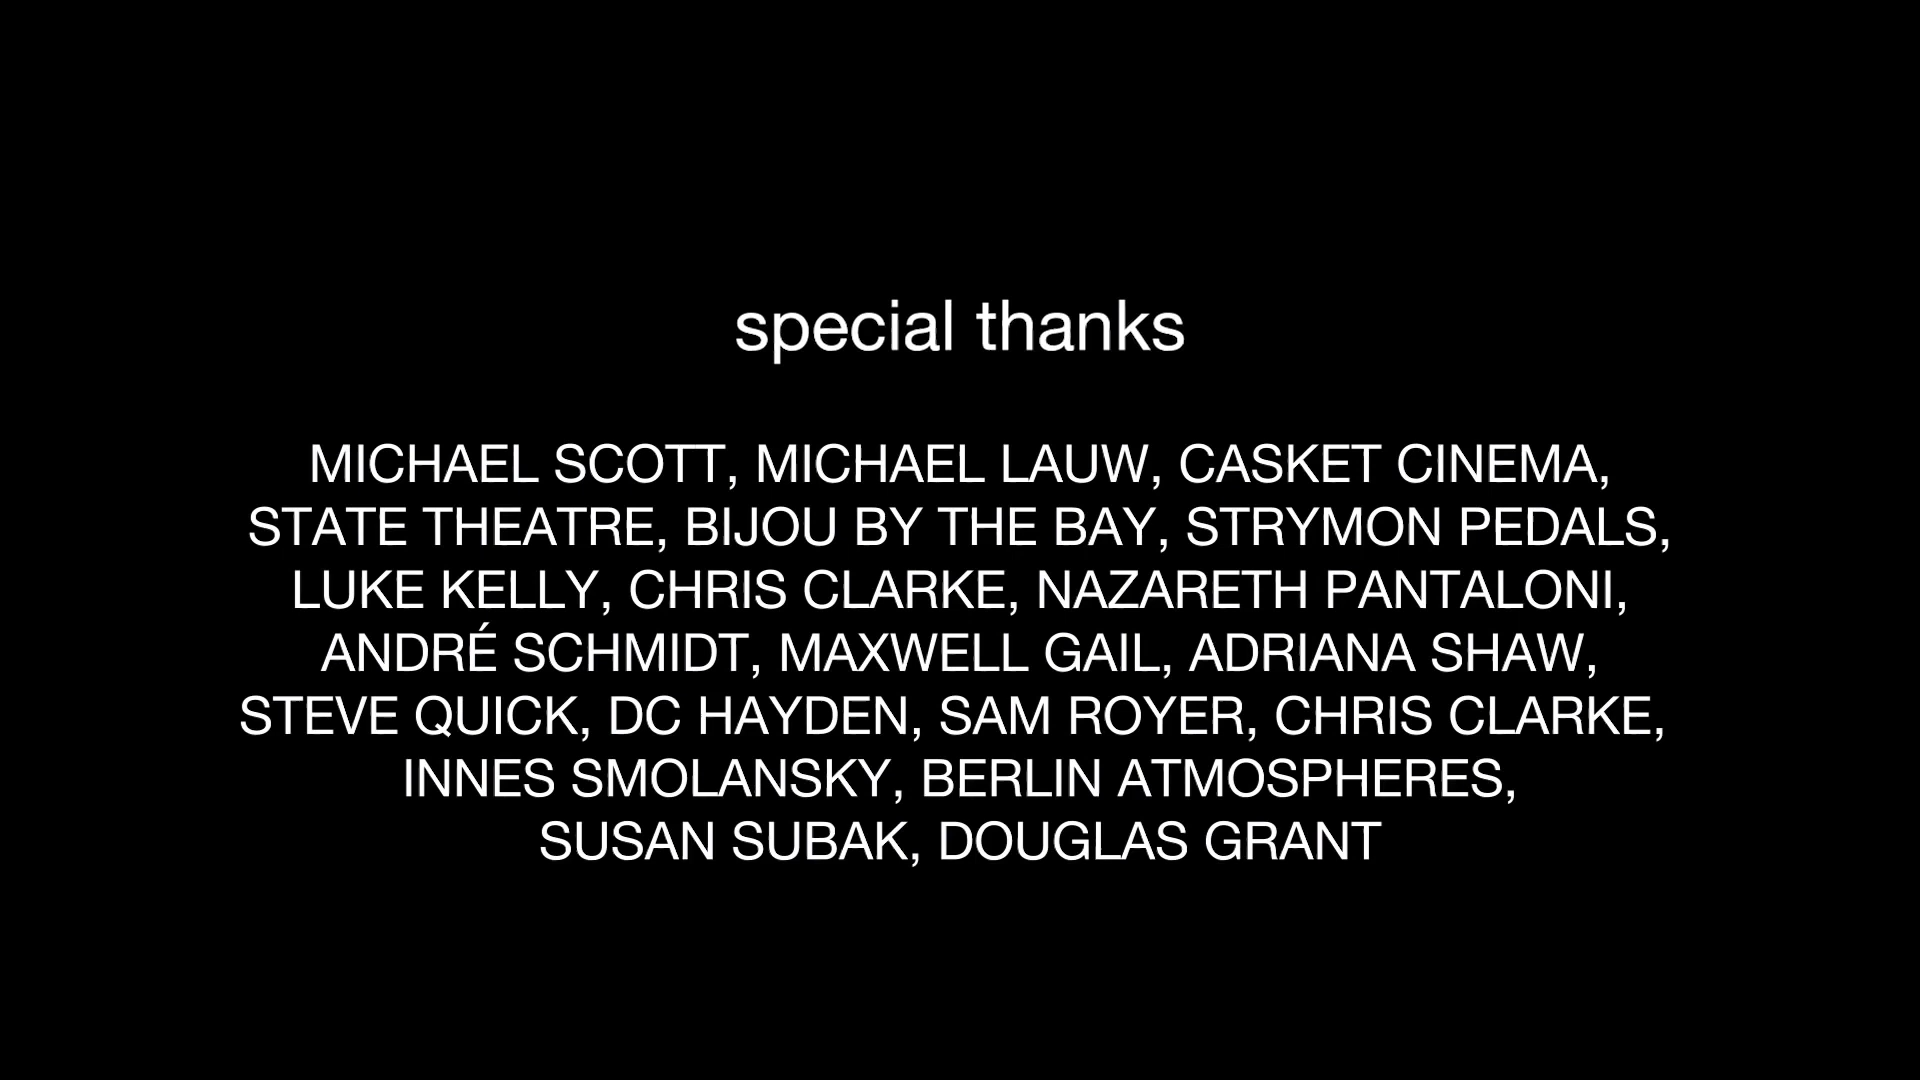 special thanks
MICHAEL SCOTT, MICHAEL LAUW, CASKET CINEMA,
STATE THEATRE, BIJOU BY THE BAY, STRYMON PEDALS,
LUKE KELLY, CHRIS CLARKE, NAZARETH PANTALONI,
ANDRÉ SCHMIDT, MAXWELL GAIL, ADRIANA SHAW,
STEVE QUICK, DC HAYDEN, SAM ROYER, CHRIS CLARKE,
INNES SMOLANSKY, BERLIN ATMOSPHERES,
SUSAN SUBAK, DOUGLAS GRANT